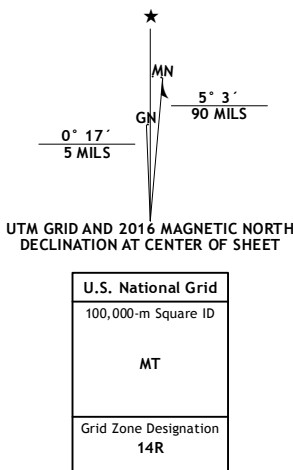 ★
MN
GN
5° 3´
90 MILS
0° 17´
5 MILS
UTM GRID AND 2016 MAGNETIC NORTH
DECLINATION AT CENTER OF SHEET
U.S. National Grid
100,000-m Square ID
MT
Grid Zone Designation
14R